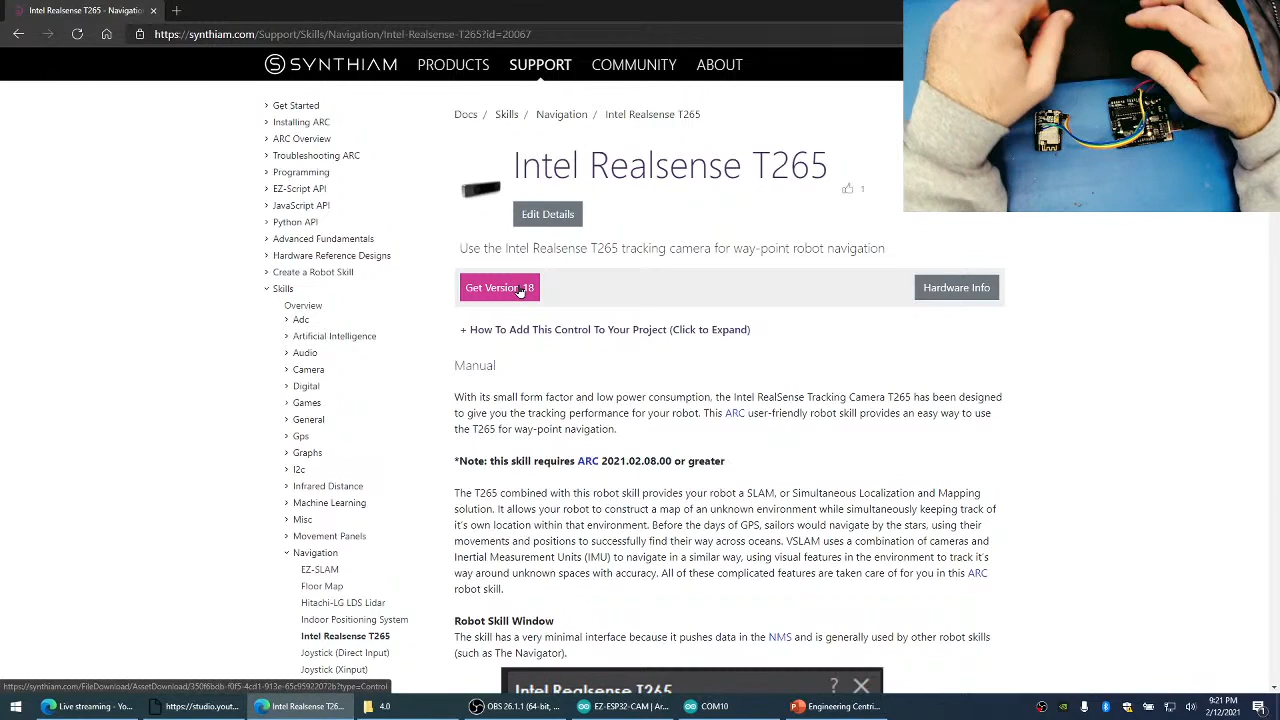 Intel Realsense T265 - Navigatio
https://synthiam.com/Support/Skills/Navigation/Intel-Realsense-T265?id=20067
SYNTHIAM
PRODUCTS
SUPPORT
COMMUNITY
ABOUT
Get Started
Installing ARC
ARC Overview
Troubleshooting ARC
Programming
EZ-Script API
JavaScript API
Python API
Advanced Fundamentals
Hardware Reference Designs
Create a Robot Skill
Skills
Overview
Adc
Artificial Intelligence
Audio
Camera
Digital
Games
General
Gps
Graphs
I2c
Infrared Distance
Machine Learning
Misc
Movement Panels
Navigation
EZ-SLAM
Floor Map
Hitachi-LG LDS Lidar
Indoor Positioning System
Intel Realsense T265
Joystick (Direct Input)
Joystick (Xinput)
Docs / Skills / Navigation / Intel Realsense T265
Intel Realsense T265
1
Edit Details
Use the Intel Realsense T265 tracking camera for way-point robot navigation
Get Version 18
Hardware Info
+ How To Add This Control To Your Project (Click to Expand)
Manual
With its small form factor and low power consumption, the Intel RealSense Tracking Camera T265 has been designed
to give you the tracking performance for your robot. This ARC user-friendly robot skill provides an easy way to use
the T265 for way-point navigation.
*Note: this skill requires ARC 2021.02.08.00 or greater
The T265 combined with this robot skill provides your robot a SLAM, or Simultaneous Localization and Mapping
solution. It allows your robot to construct a map of an unknown environment while simultaneously keeping track of
it's own location within that environment. Before the days of GPS, sailors would navigate by the stars, using their
movements and positions to successfully find their way across oceans. VSLAM uses a combination of cameras and
Inertial Measurement Units (IMU) to navigate in a similar way, using visual features in the environment to track it's
way around unknown spaces with accuracy. All of these complicated features are taken care of for you in this ARC
robot skill.
Robot Skill Window
The skill has a very minimal interface because it pushes data in the NMS and is generally used by other robot skills
(such as The Navigator).
Intel Realsense T265
?
https://synthiam.com/FileDownload/AssetDownload/350f6bdb-f0f5-4cd1-913e-65c95922072b?type=Control
Live streaming - Yo...
https://studio.yout...
Intel Realsense T26...
4.0
OBS 26.1.1 (64-bit, ...
EZ-ESP32-CAM | Ar...
COM10
Engineering Centri...
9:21 PM
2/12/2021